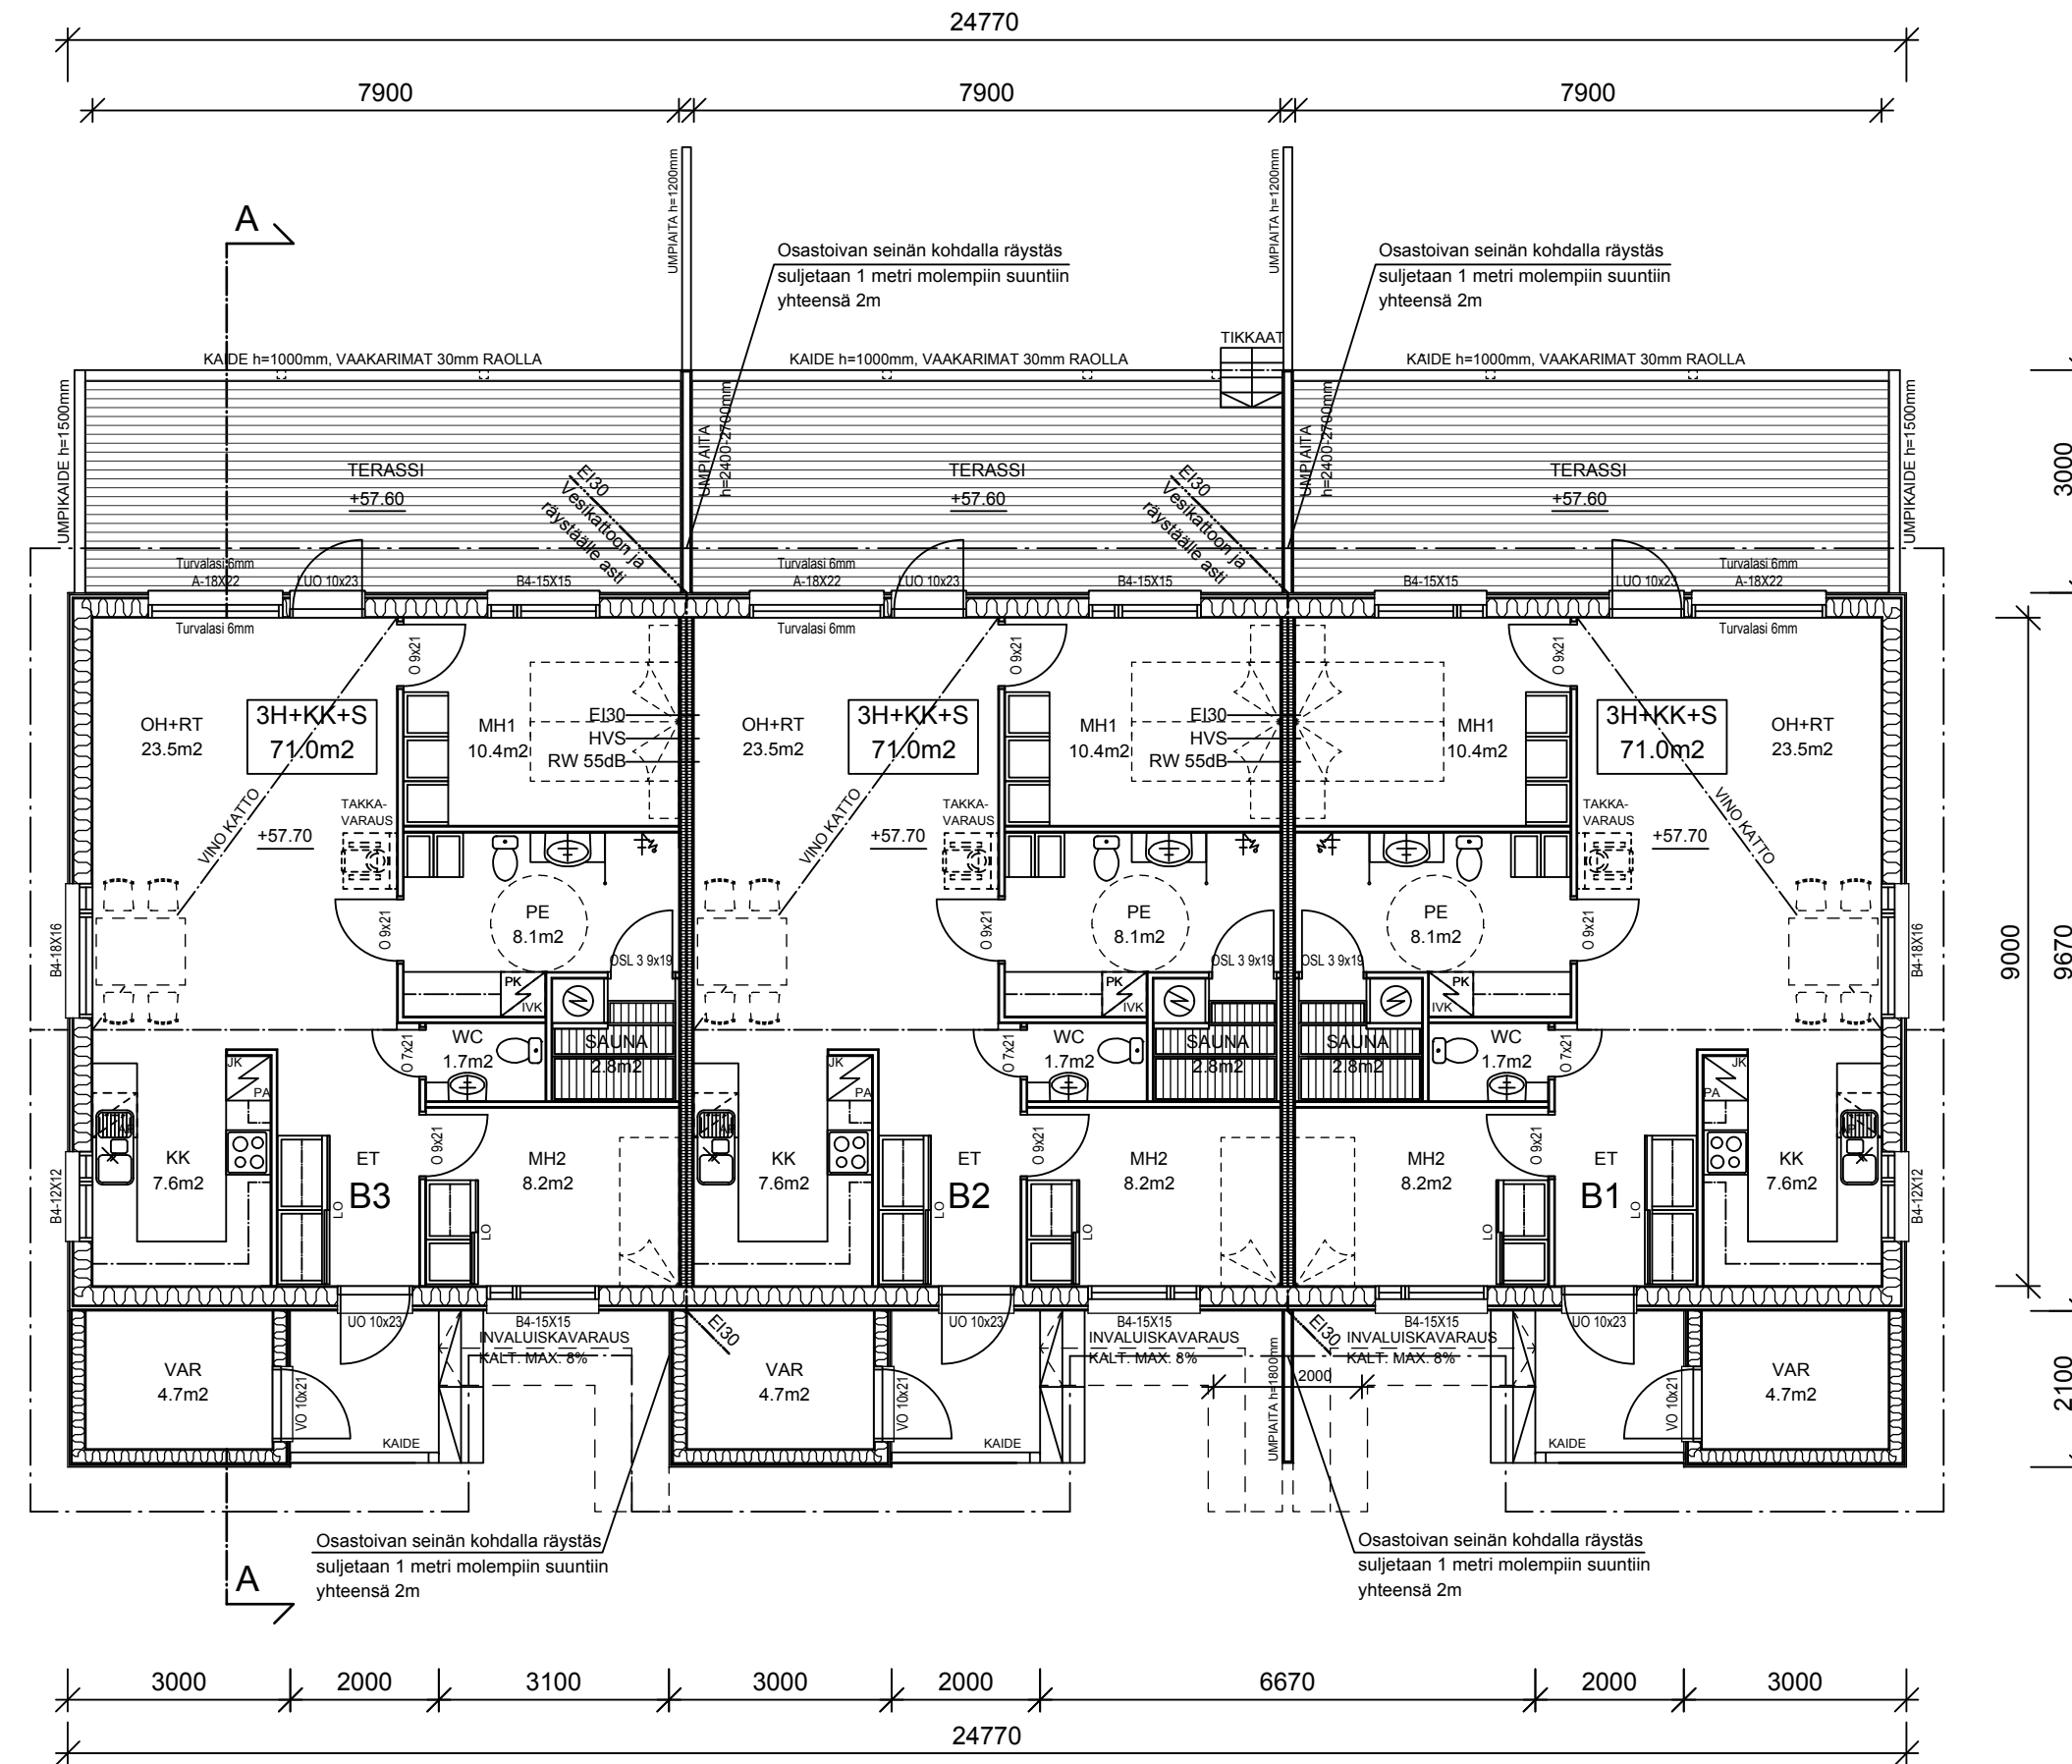 24770
7900
7900
7900
UMPIAITA h=1200mm
UMPIAITA h=1200mm
A
Osastoivan seinän kohdalla räystäs
suljetaan 1 metri molempiin suuntiin
yhteensä 2m
Osastoivan seinän kohdalla räystäs
suljetaan 1 metri molempiin suuntiin
yhteensä 2m
TIKKAAT
KAIDE h=1000mm, VAAKARIMAT 30mm RAOLLA
KAIDE h=1000mm, VAAKARIMAT 30mm RAOLLA
KAIDE h=1000mm, VAAKARIMAT 30mm RAOLLA
UMPIKAIDE h=1500mm
UMPIAITA
h=2400-2700mm
UMPIAITA
h=2400-2700mm
UMPIKAIDE h=1500mm
3000
TERASSI
+57.60
TERASSI
+57.60
TERASSI
+57.60
EI30
Vesikattoon ja
räystäälle asti
EI30
Vesikattoon ja
räystäälle asti
Turvalasi 6mm
A-18X22
LUO 10x23
B4-15X15
Turvalasi 6mm
A-18X22
LUO 10x23
B4-15X15
B4-15X15
LUO 10x23
Turvalasi 6mm
A-18X22
Turvalasi 6mm
Turvalasi 6mm
Turvalasi 6mm
O 9x21
O 9x21
O 9x21
OH+RT
23.5m2
3H+KK+S
71.0m2
MH1
10.4m2
EI30
HVS
RW 55dB
OH+RT
23.5m2
3H+KK+S
71.0m2
MH1
10.4m2
EI30
HVS
RW 55dB
MH1
10.4m2
3H+KK+S
71.0m2
OH+RT
23.5m2
VINO KATTO
TAKKA-
VARAUS
+57.70
VINO KATTO
TAKKA-
VARAUS
+57.70
TAKKA-
VARAUS
+57.70
VINO KATTO
B4-18X16
O 9x21
PE
8.1m2
OSL 3 9x19
O 9x21
PE
8.1m2
OSL 3 9x19
OSL 3 9x19
PE
8.1m2
O 9x21
B4-18X16
9000
9670
PK
IVK
PK
IVK
PK
IVK
O 7x21
WC
1.7m2
SAUNA
2.8m2
O 7x21
WC
1.7m2
SAUNA
2.8m2
SAUNA
2.8m2
WC
1.7m2
O 7x21
JK
PA
JK
PA
JK
PA
B4-12X12
KK
7.6m2
LO
ET
B3
O 9x21
LO
MH2
8.2m2
KK
7.6m2
LO
ET
B2
O 9x21
LO
MH2
8.2m2
MH2
8.2m2
LO
O 9x21
ET
B1
LO
KK
7.6m2
B4-12X12
UO 10x23
B4-15X15
EI30
UO 10x23
B4-15X15
EI30
B4-15X15
UO 10x23
INVALUISKAVARAUS
KALT. MAX. 8%
INVALUISKAVARAUS
KALT. MAX. 8%
INVALUISKAVARAUS
KALT. MAX. 8%
VAR
4.7m2
VO 10x21
KAIDE
VAR
4.7m2
VO 10x21
KAIDE
UMPIAITA h=1800mm
2000
KAIDE
VO 10x21
VAR
4.7m2
2100
Osastoivan seinän kohdalla räystäs
suljetaan 1 metri molempiin suuntiin
yhteensä 2m
Osastoivan seinän kohdalla räystäs
suljetaan 1 metri molempiin suuntiin
yhteensä 2m
A
3000
2000
3100
3000
2000
6670
2000
3000
24770